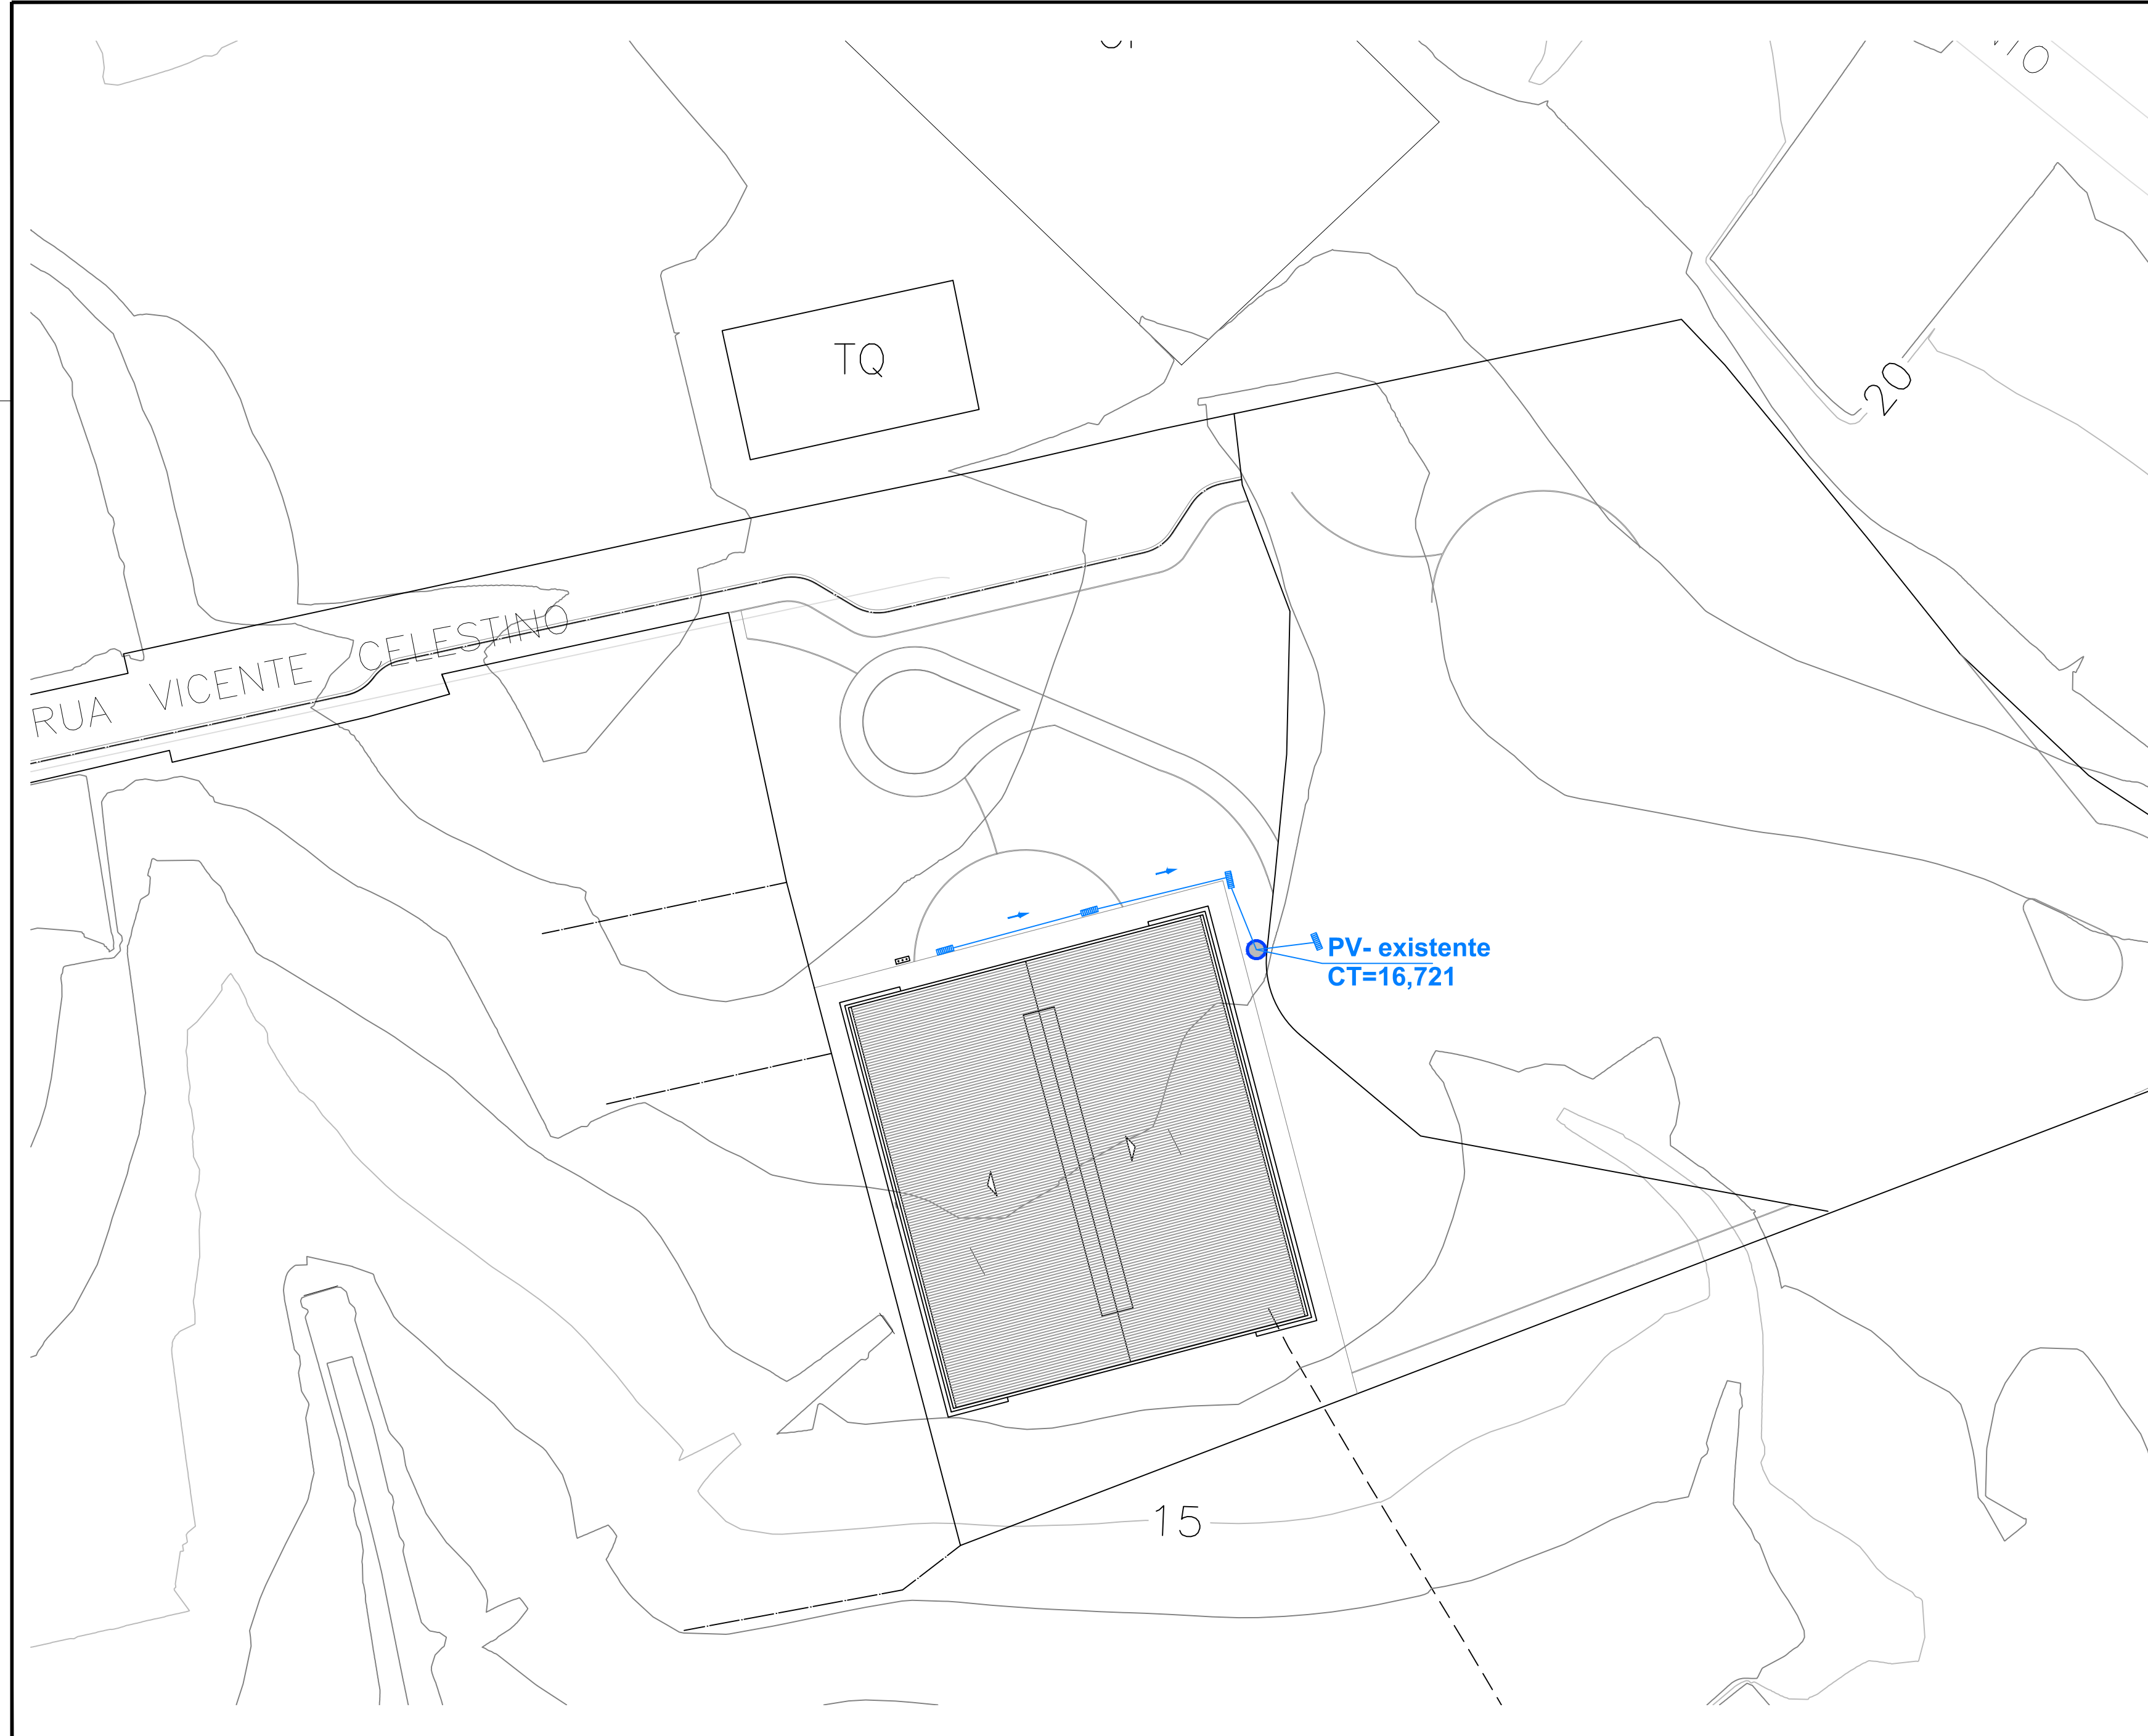 TQ
20
RUA VICENTE CELESTINO
PV- existente
CT=16,721
15